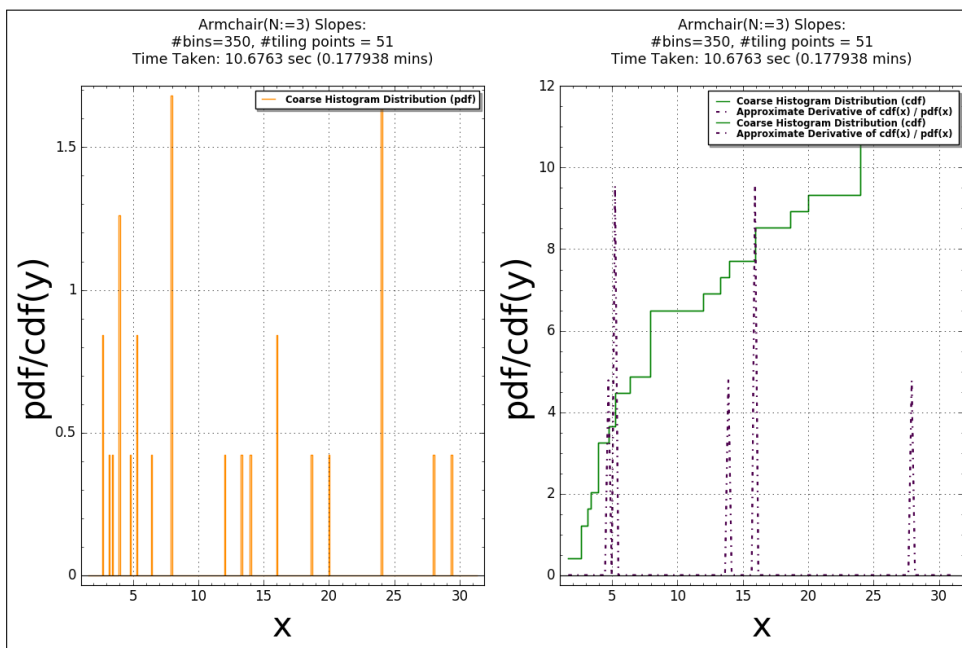 Armchair(N:=3) Slopes:
#bins=350, #tiling points = 51
Time Taken: 10.6763 sec (0.177938 mins)
Coarse Histogram Distribution (pdf)
pdf/cdf(y)
1.5
1
0.5
0
5 10 15 20 25 30
x
Armchair(N:=3) Slopes:
#bins=350, #tiling points = 51
Time Taken: 10.6763 sec (0.177938 mins)
Coarse Histogram Distribution (cdf)
Approximate Derivative of cdf(x) / pdf(x)
Coarse Histogram Distribution (cdf)
Approximate Derivative of cdf(x) / pdf(x)
pdf/cdf(y)
12
10
8
6
4
2
0
5 10 15 20 25 30
x